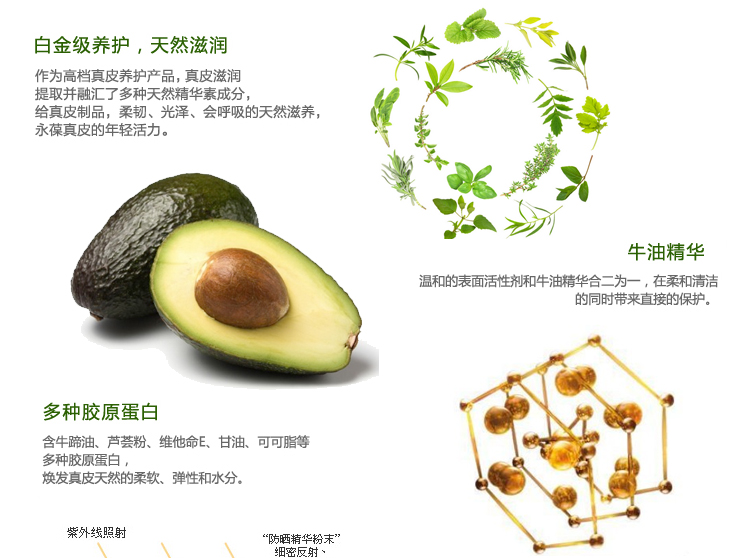 白金级养护，天然滋润
作为高档真皮养护产品，真皮滋润
提取并融汇了多种天然精华素成分，
给真皮制品，柔韧、光泽、会呼吸的天然滋养，
永葆真皮的年轻活力。
牛油精华
温和的表面活性剂和牛油精华合二为一，在柔和清洁
的同时带来直接的保护。
多种胶原蛋白
含牛蹄油、芦荟粉、维他命E、甘油、可可脂等
多种胶原蛋白，
焕发真皮天然的柔软、弹性和水分。
紫外线照射
“防晒精华粉末”
细密反射、